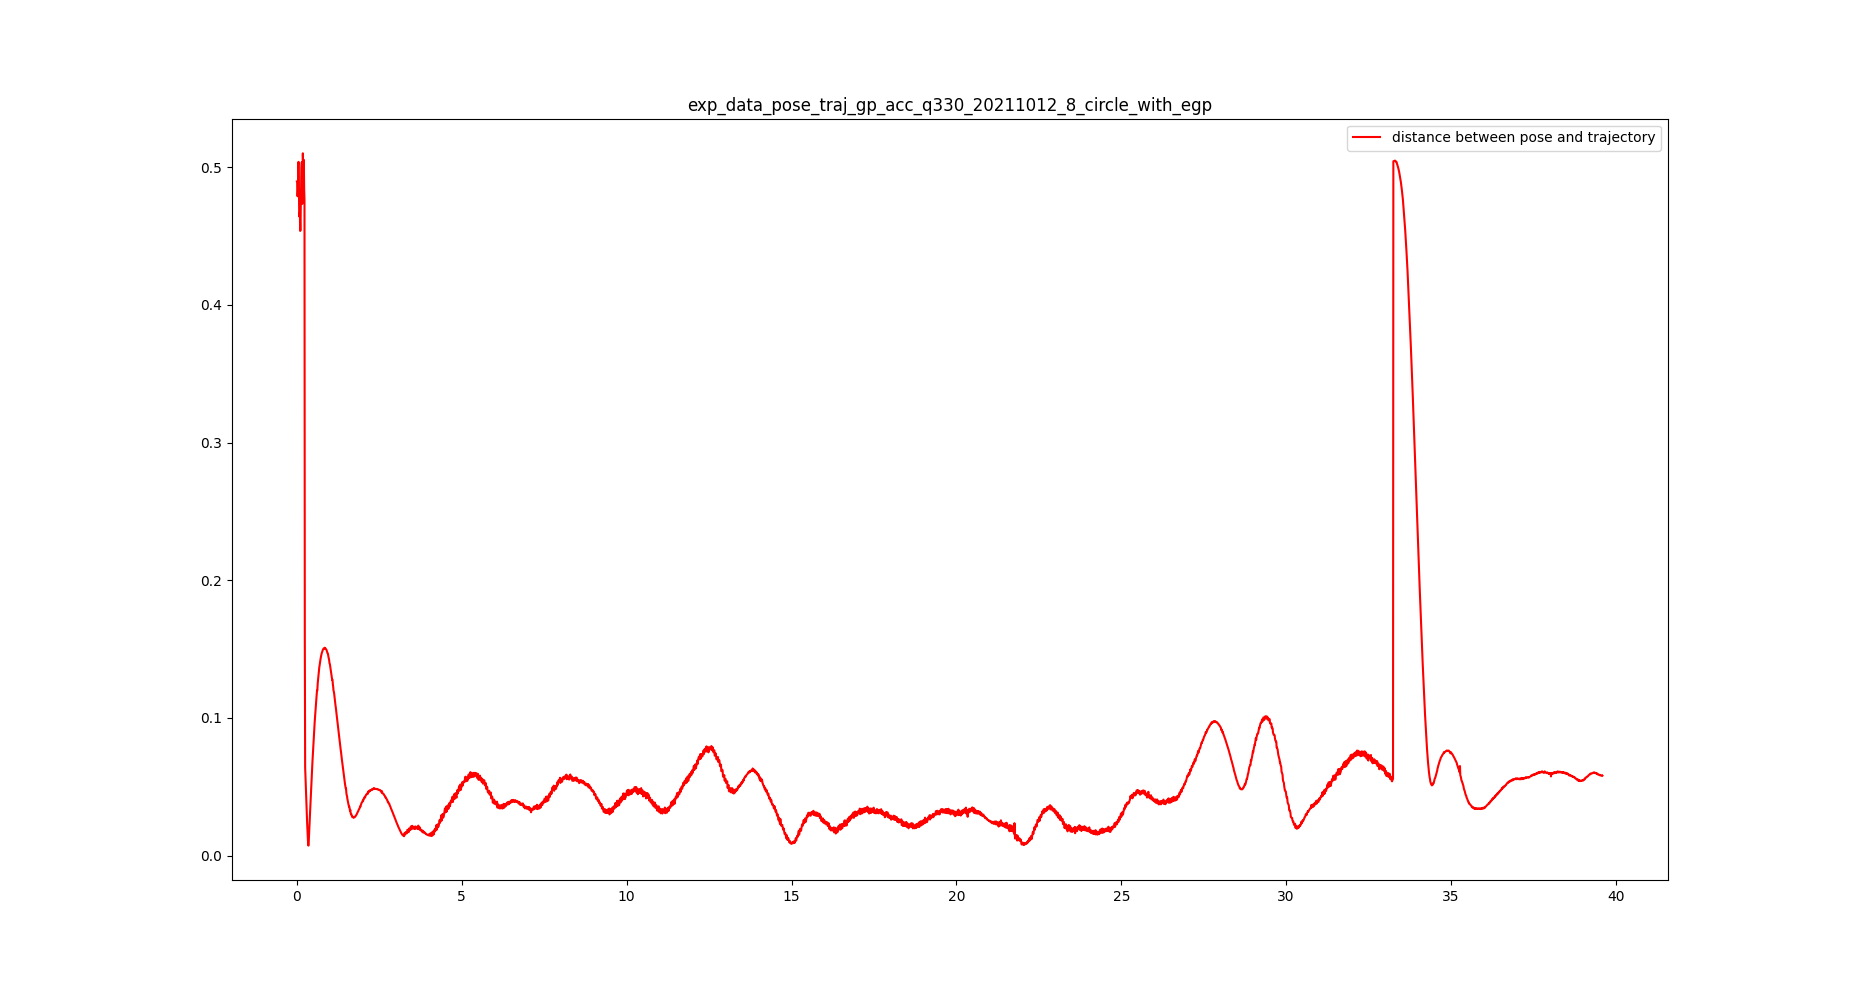 exp_data_pose_traj_gp_acc_q330_20211012_8_circle_with_egp
distance between pose and trajectory
0.5
0.4
0.3
0.2
0.1
0.0
0 5 10 15 20 25 30 35 40